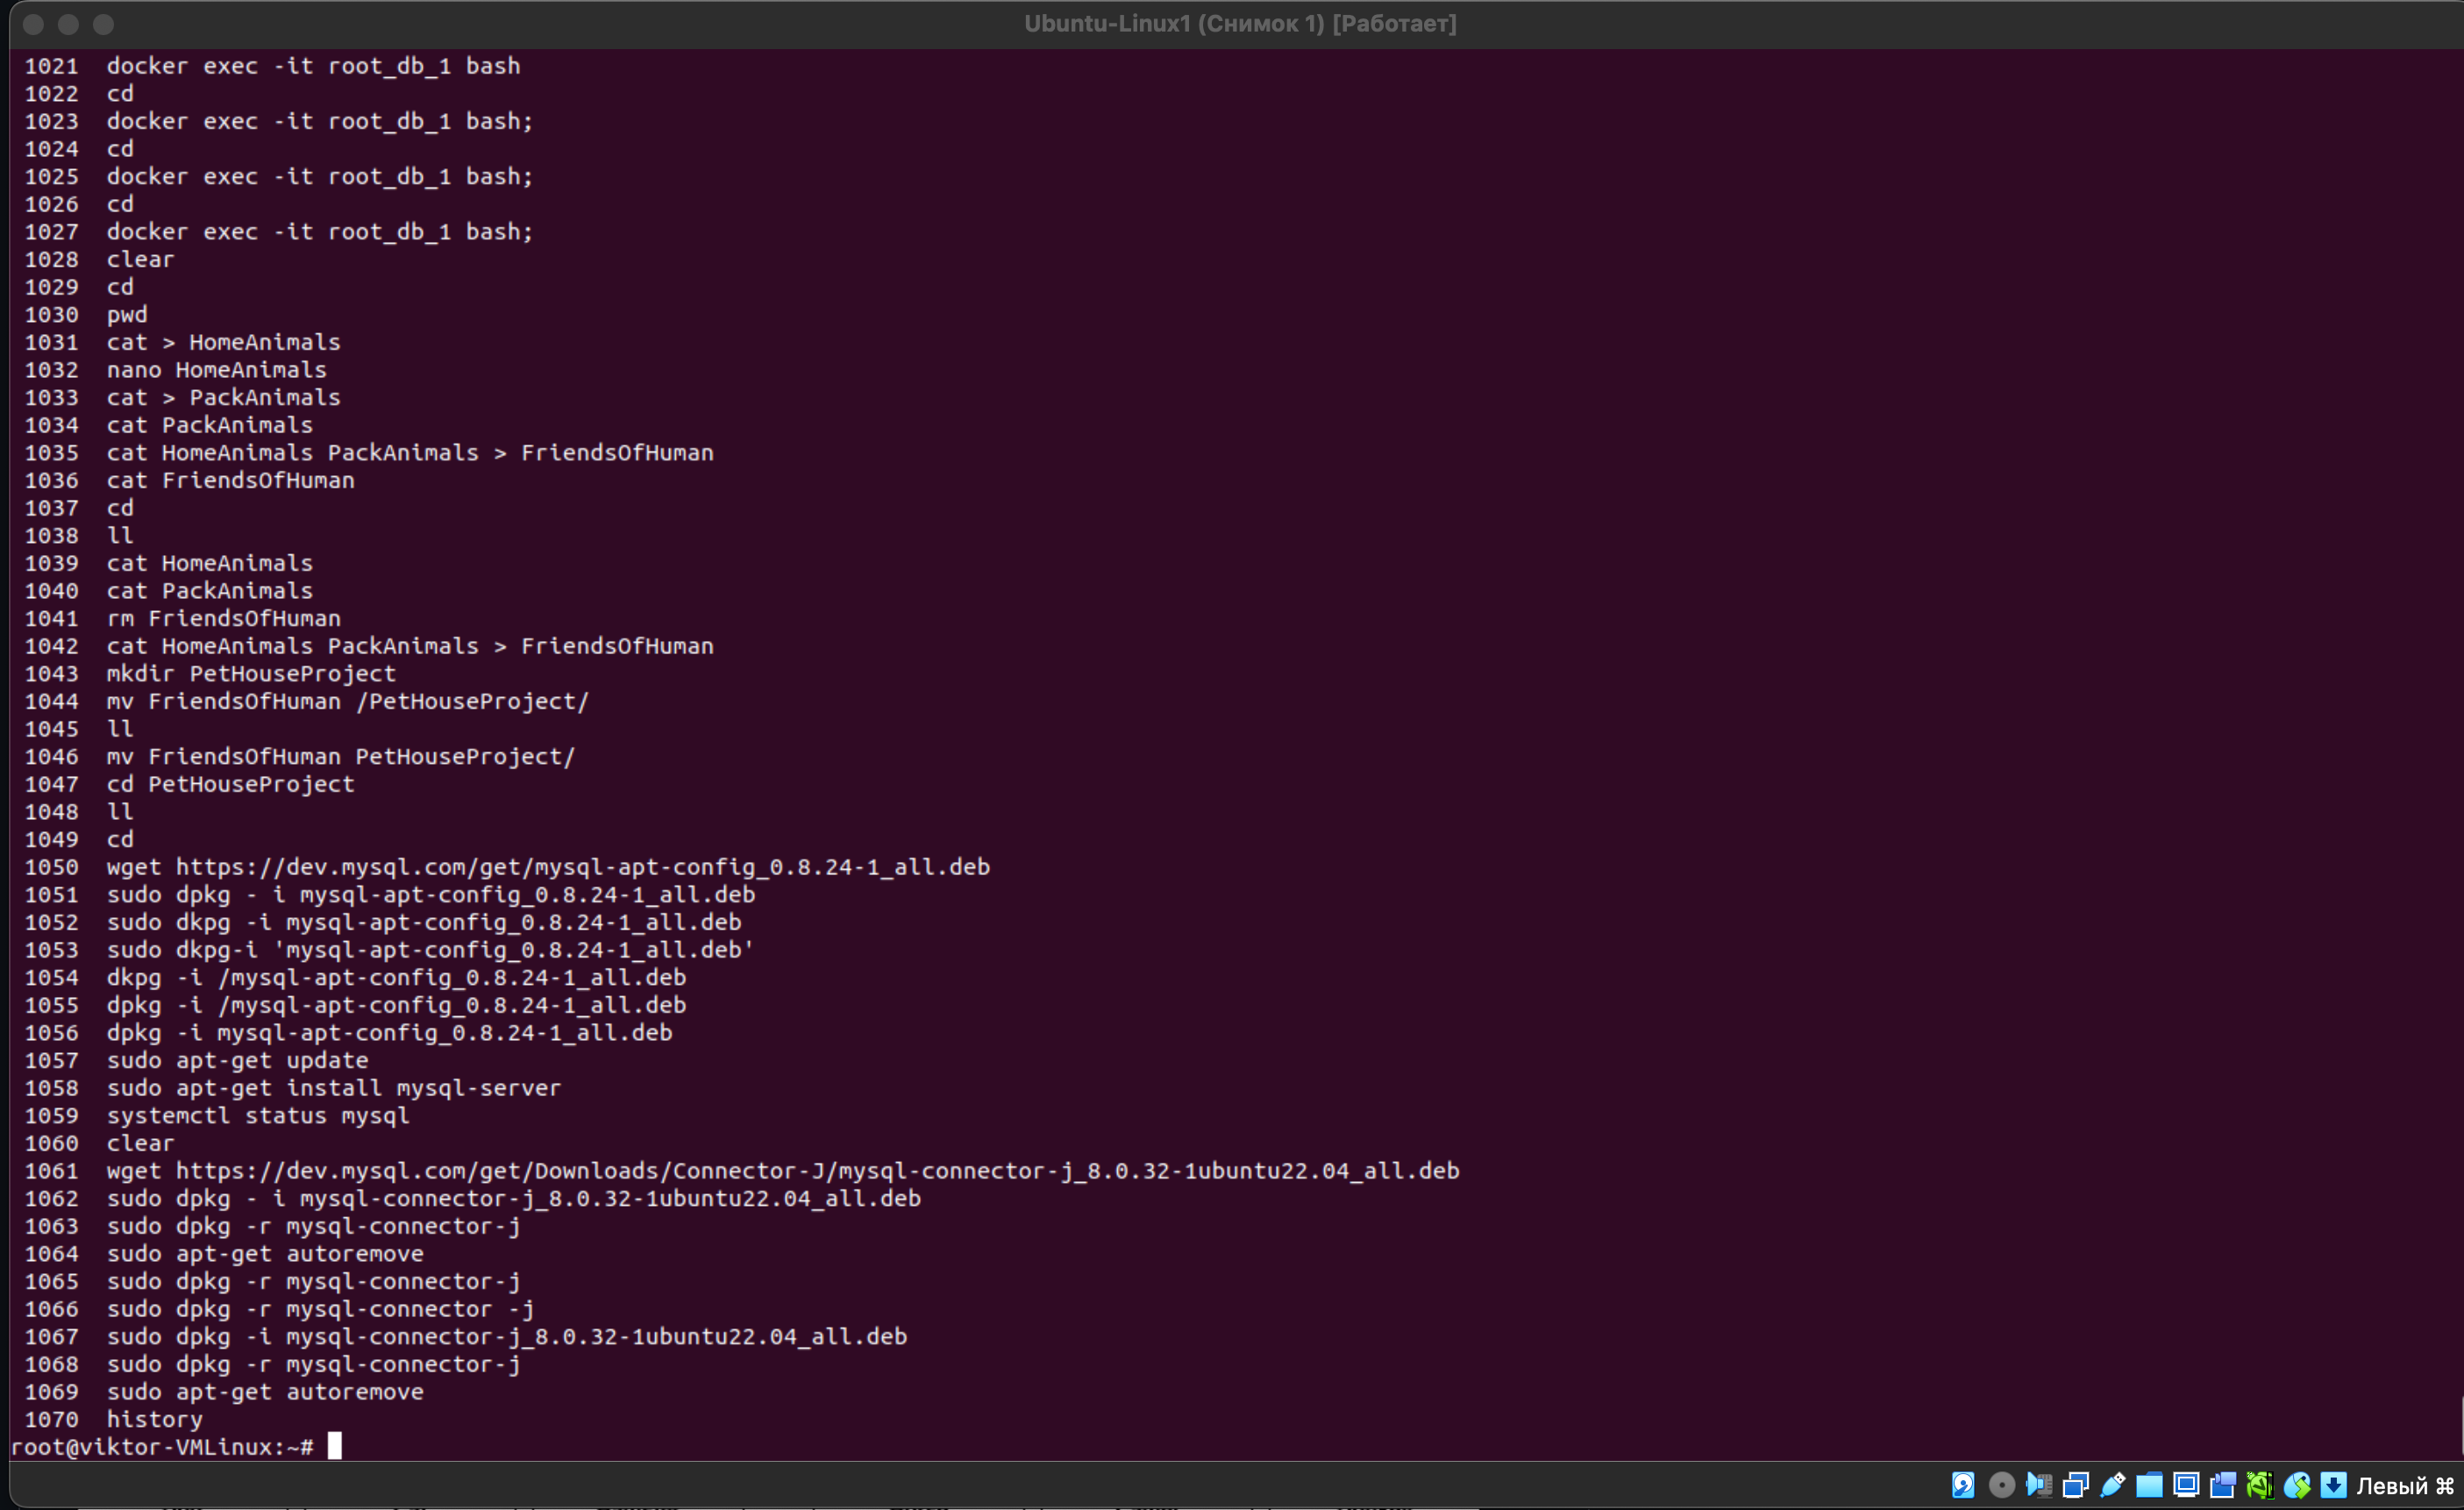 Ubuntu-Linux1 (Снимок 1) [Работает]
1021 docker exec -it root_db_1 bash
1022 cd
1023 docker exec -it root_db_1 bash;
1024 cd
1025 docker exec -it root_db_1 bash;
1026 cd
1027 docker exec -it root_db_1 bash;
1028 clear
1029 cd
1030 pwd
1031 cat > HomeAnimals
1032 nano HomeAnimals
1033 cat > PackAnimals
1034 cat PackAnimals
1035 cat HomeAnimals PackAnimals > FriendsOfHuman
1036 cat FriendsOfHuman
1037 cd
1038 ll
1039 cat HomeAnimals
1040 cat PackAnimals
1041 rm FriendsOfHuman
1042 cat HomeAnimals PackAnimals > FriendsOfHuman
1043 mkdir PetHouseProject
1044 mv FriendsOfHuman /PetHouseProject/
1045 ll
1046 mv FriendsOfHuman PetHouseProject/
1047 cd PetHouseProject
1048 ll
1049 cd
1050 wget https://dev.mysql.com/get/mysql-apt-config_0.8.24-1_all.deb
1051 sudo dpkg - i mysql-apt-config_0.8.24-1_all.deb
1052 sudo dkpg -i mysql-apt-config_0.8.24-1_all.deb
1053 sudo dkpg-i 'mysql-apt-config_0.8.24-1_all.deb'
1054 dkpg -i /mysql-apt-config_0.8.24-1_all.deb
1055 dpkg -i /mysql-apt-config_0.8.24-1_all.deb
1056 dpkg -i mysql-apt-config_0.8.24-1_all.deb
1057 sudo apt-get update
1058 sudo apt-get install mysql-server
1059 systemctl status mysql
1060 clear
1061 wget https://dev.mysql.com/get/Downloads/Connector-J/mysql-connector-j_8.0.32-1ubuntu22.04_all.deb
1062 sudo dpkg - i mysql-connector-j_8.0.32-1ubuntu22.04_all.deb
1063 sudo dpkg -r mysql-connector-j
1064 sudo apt-get autoremove
1065 sudo dpkg -r mysql-connector-j
1066 sudo dpkg -r mysql-connector -j
1067 sudo dpkg -i mysql-connector-j_8.0.32-1ubuntu22.04_all.deb
1068 sudo dpkg -r mysql-connector-j
1069 sudo apt-get autoremove
1070 history
root@viktor-VMLinux:~#
Левый ⌘